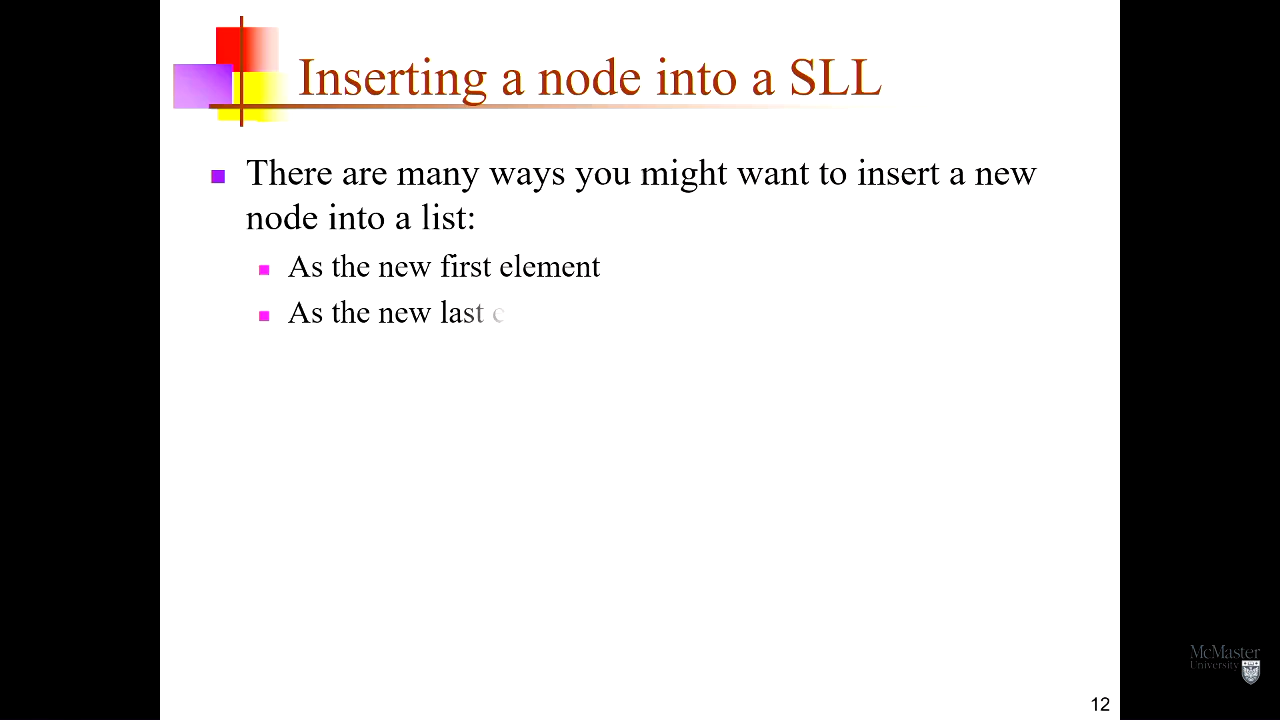 Inserting a node into a SLL
There are many ways you might want to insert a new
node into a list:
As the new first element
As the new last
McMaster
University
12